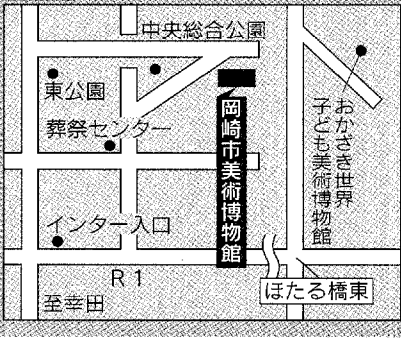 中央総合公園
東公園
葬祭センター
岡崎市美術博物館
おかざき世界
子ども美術博物館
インター入口
R1
ほたる橋東
至幸田